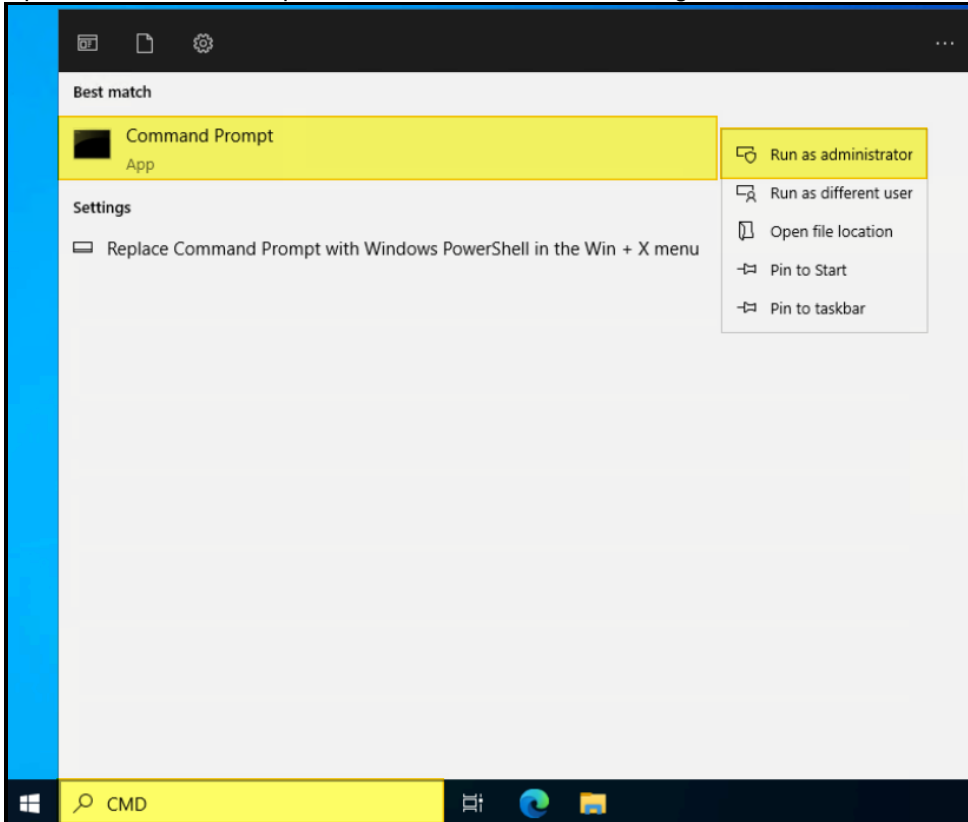 ...
Best match
Command Prompt
App
Run as administrator
Run as different user
Open file location
Pin to Start
Pin to taskbar
Settings
Replace Command Prompt with Windows PowerShell in the Win + X menu
CMD